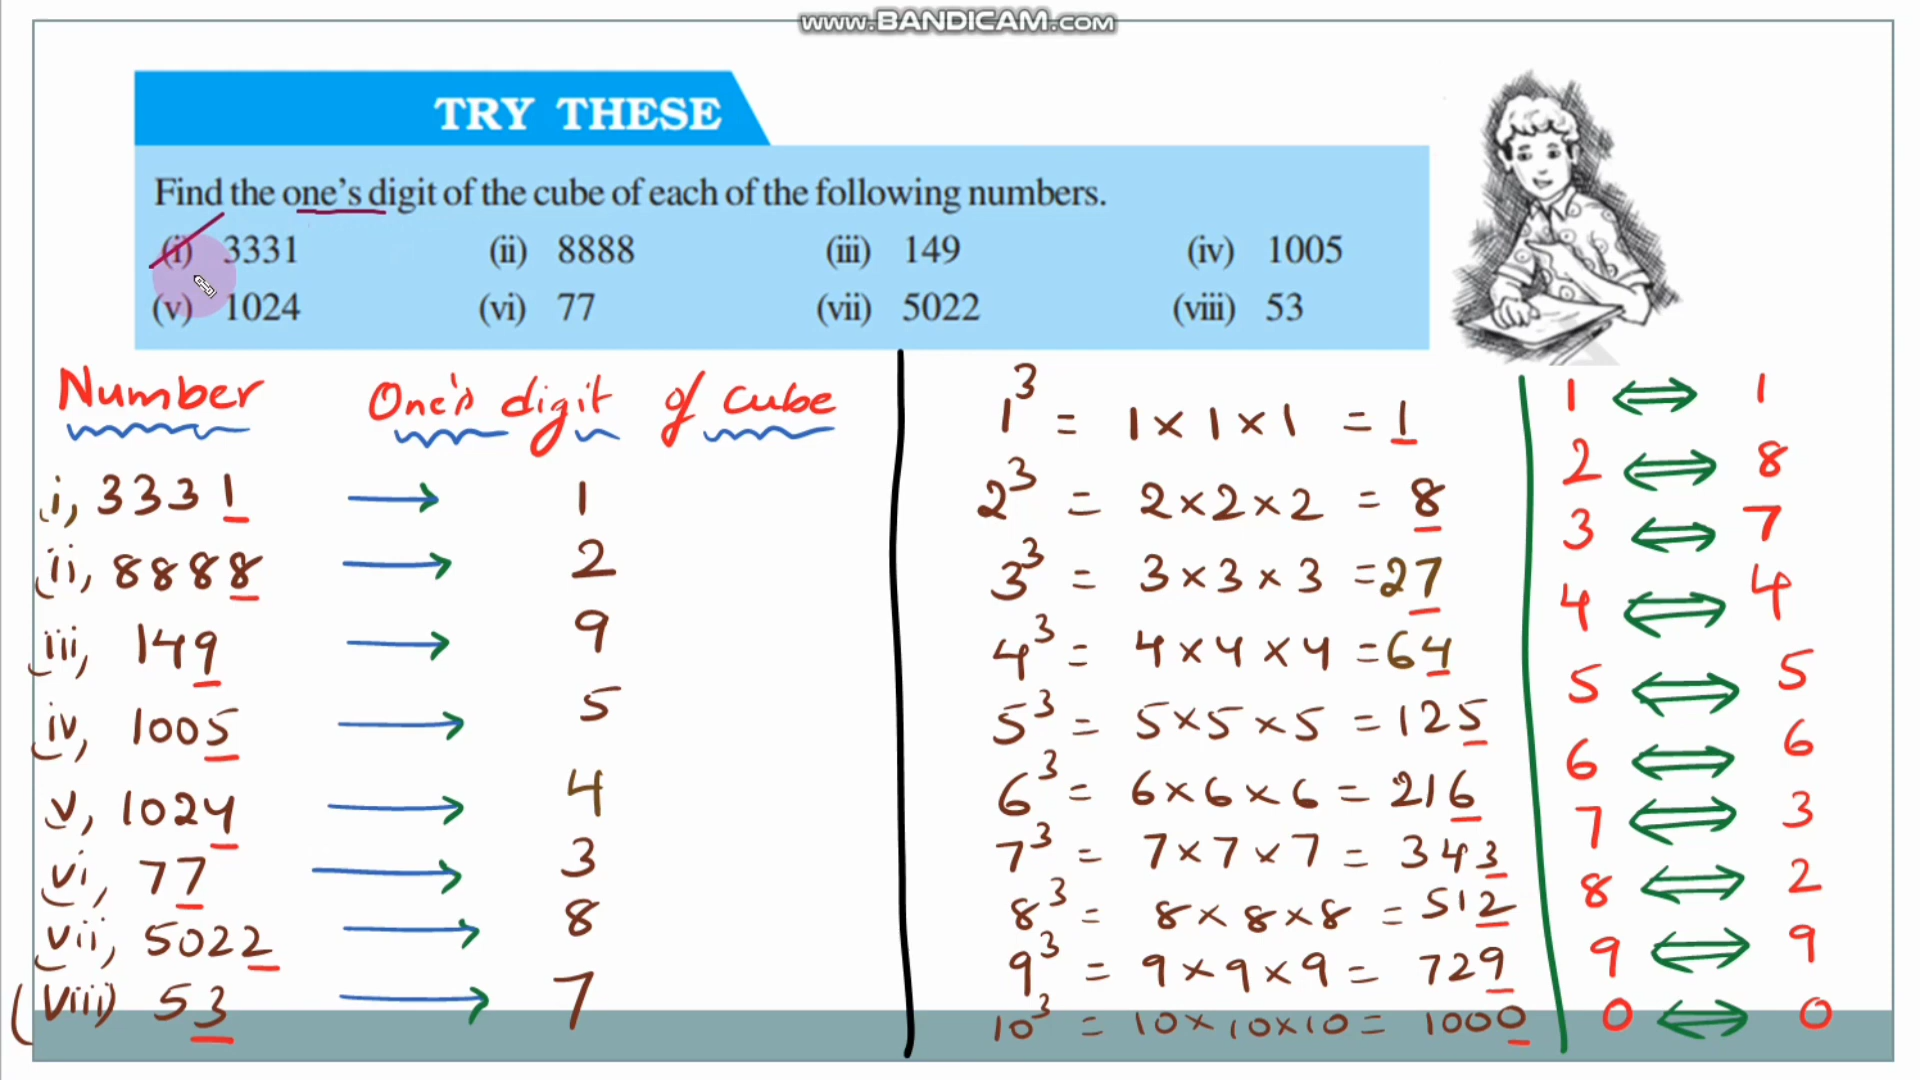 www.BANDICAM.com
TRY THESE
Find the one's digit of the cube of each of the following numbers.
(i) 3331 (ii) 8888 (iii) 149 (iv) 1005
(v) 1024 (vi) 77 (vii) 5022 (viii) 53
Number One's digit of cube
i, 3331 → 1
ii, 8888 → 2
iii, 149 → 9
iv, 1005 → 5
v, 1024 → 4
vi, 77 → 3
vii, 5022 → 8
(viii) 53 → 7
1³ = 1 × 1 × 1 = 1
2³ = 2 × 2 × 2 = 8
3³ = 3 × 3 × 3 = 27
4³ = 4 × 4 × 4 = 64
5³ = 5 × 5 × 5 = 125
6³ = 6 × 6 × 6 = 216
7³ = 7 × 7 × 7 = 343
8³ = 8 × 8 × 8 = 512
9³ = 9 × 9 × 9 = 729
10³ = 10 × 10 × 10 = 1000
1 ⇔ 1
2 ⇔ 8
3 ⇔ 7
4 ⇔ 4
5 ⇔ 5
6 ⇔ 6
7 ⇔ 3
8 ⇔ 2
9 ⇔ 9
0 ⇔ 0